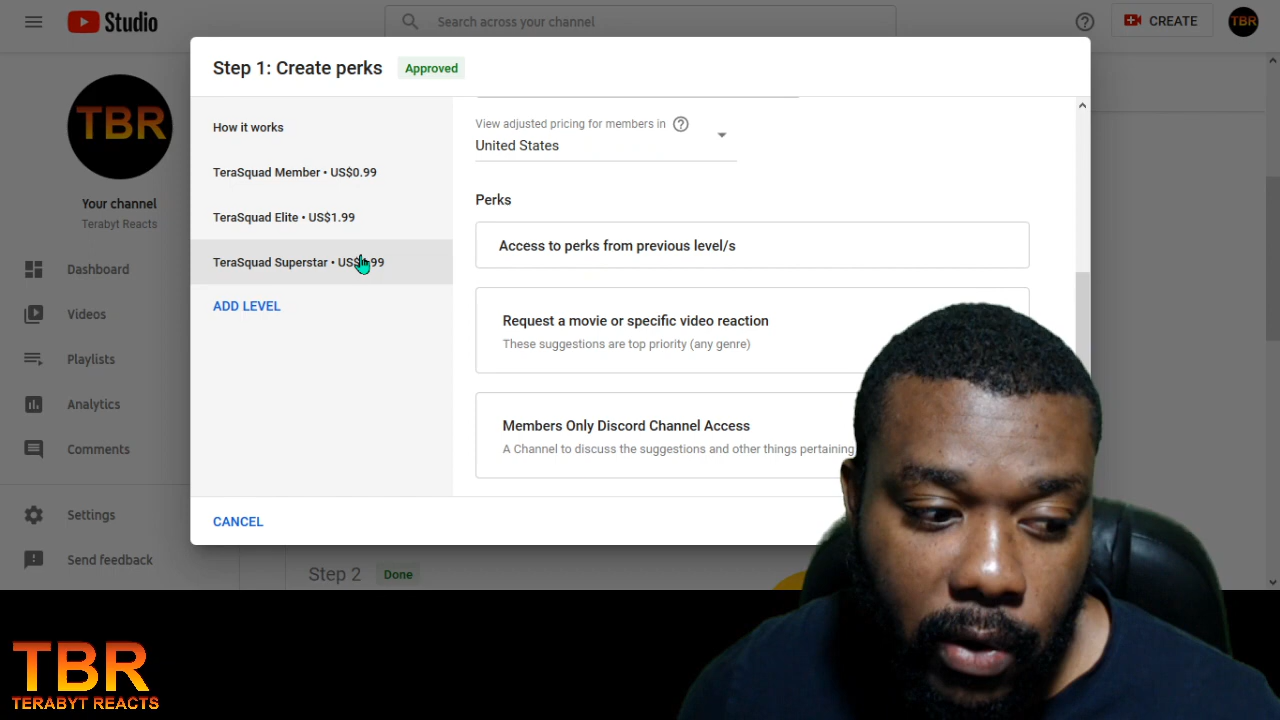 Studio
Search across your channel
CREATE
TBR
Step 1: Create perks
Approved
TBR
Your channel
Terabyt Reacts
Dashboard
Videos
Playlists
Analytics
Comments
Settings
Send feedback
How it works
TeraSquad Member • US$0.99
TeraSquad Elite • US$1.99
TeraSquad Superstar •
ADD LEVEL
CANCEL
View adjusted pricing for members in
United States
Perks
Access to perks from previous level/s
Request a movie or specific video reaction
These suggestions are top priority (any genre)
Members Only Discord Channel Access
A Channel to discuss the suggestions and other things pertaining
Step 2
Done
TBR
TERABYT REACTS